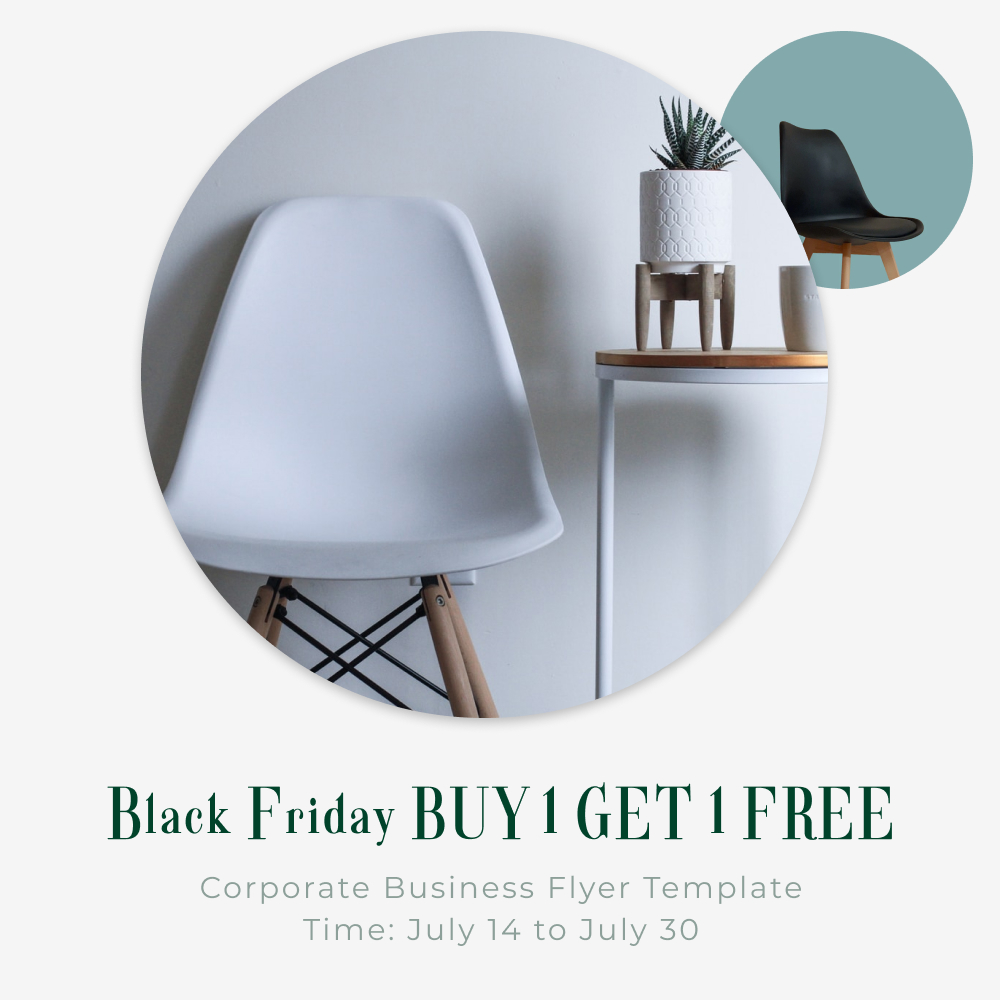 Black Friday BUY 1 GET 1 FREE
Corporate Business Flyer Template
Time: July 14 to July 30